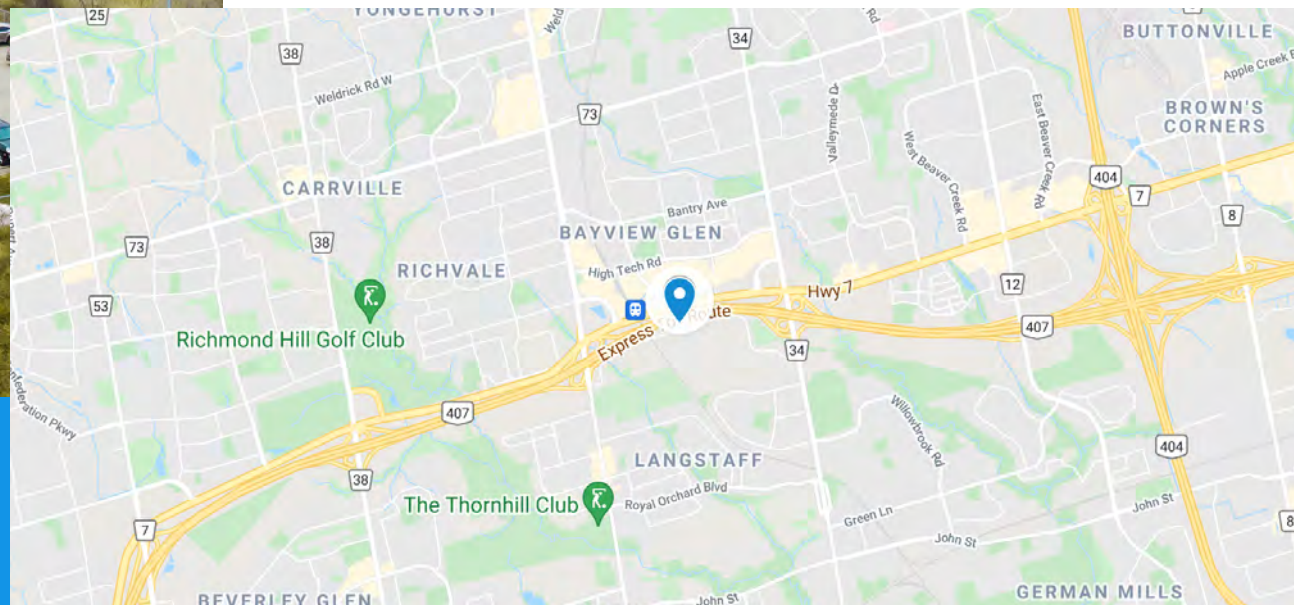 YONGEHURST
25
34
38
BUTTONVILLE
Weldrick Rd W
Apple Creek B
73
Valleymede Dr
East Beaver Creek Rd
BROWN'S
CORNERS
West Beaver Creek Rd
CARRVILLE
404
7
Bantry Ave
8
73
38
BAYVIEW GLEN
RICHVALE
High Tech Rd
12
53
Hwy 7
Express Toll Route
407
Richmond Hill Golf Club
34
nfederation Pkwy
407
Willowbrook Rd
404
LANGSTAFF
38
The Thornhill Club
Royal Orchard Blvd
John St
7
Green Ln
8
John St
BEVERLEY GLEN
John St
GERMAN MILLS